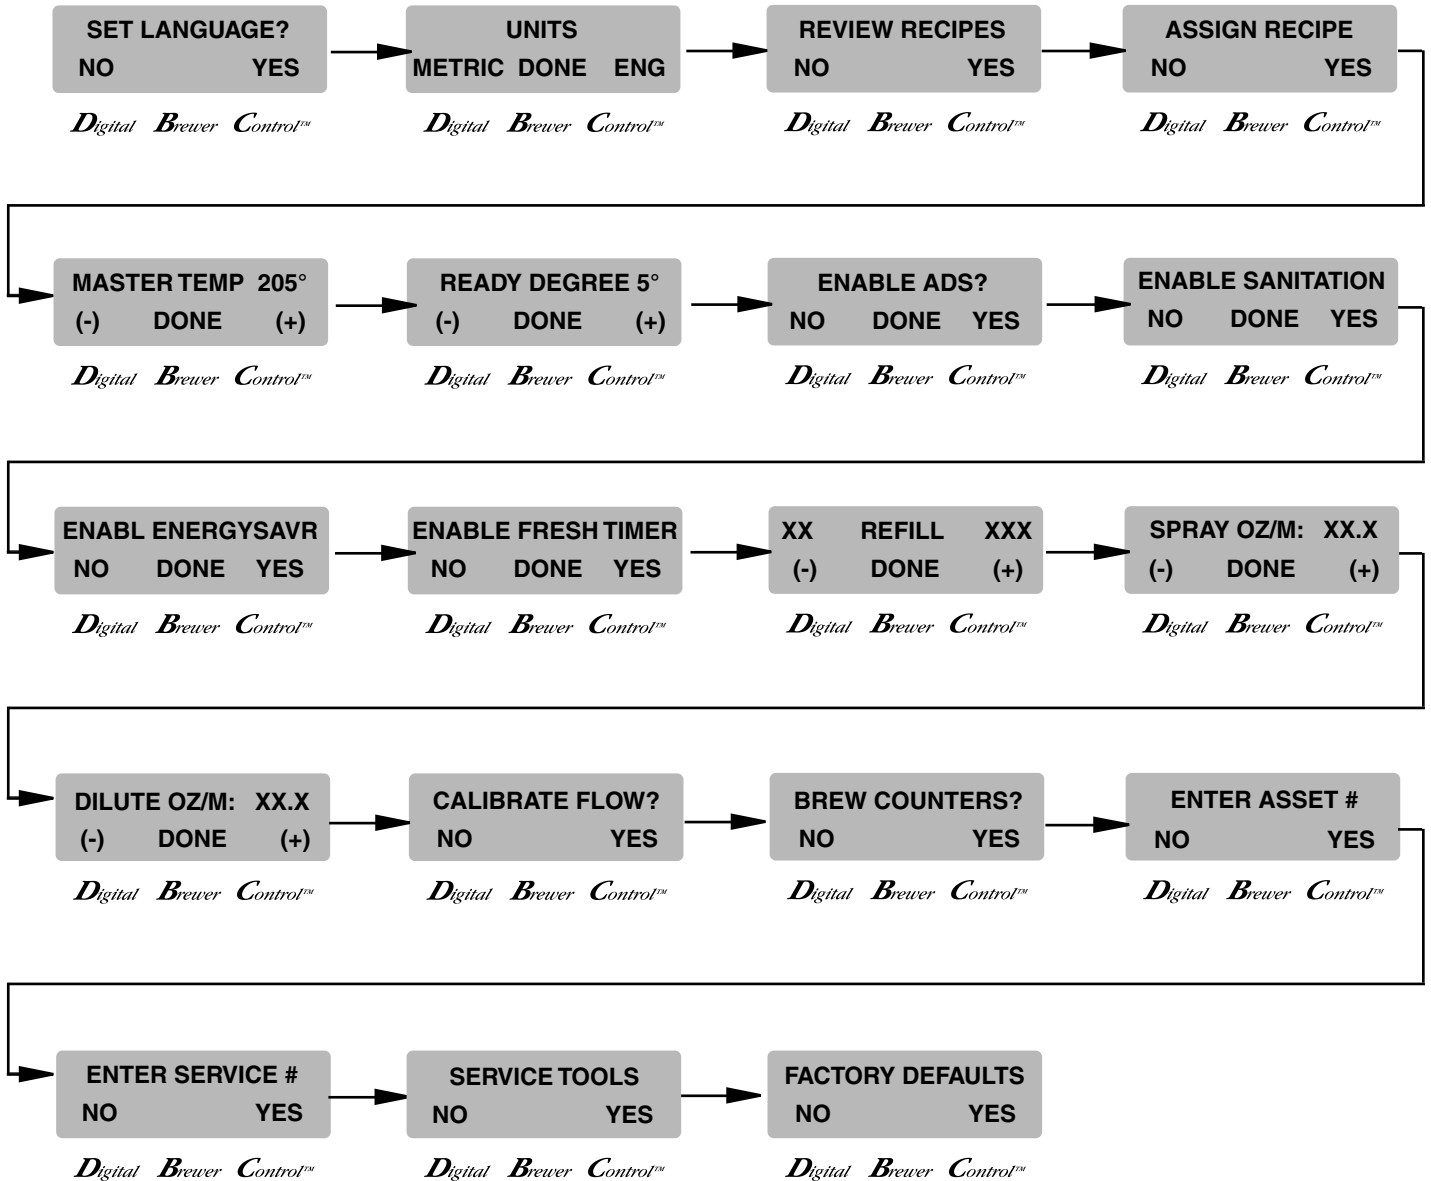 SET LANGUAGE?
NO YES
Digital Brewer Control™
UNITS
METRIC DONE ENG
Digital Brewer Control™
REVIEW RECIPES
NO YES
Digital Brewer Control™
ASSIGN RECIPE
NO YES
Digital Brewer Control™
MASTER TEMP 205°
(-) DONE (+)
Digital Brewer Control™
READY DEGREE 5°
(-) DONE (+)
Digital Brewer Control™
ENABLE ADS?
NO DONE YES
Digital Brewer Control™
ENABLE SANITATION
NO DONE YES
Digital Brewer Control™
ENABL ENERGYSAVR
NO DONE YES
Digital Brewer Control™
ENABLE FRESH TIMER
NO DONE YES
Digital Brewer Control™
XX REFILL XXX
(-) DONE (+)
Digital Brewer Control™
SPRAY OZ/M: XX.X
(-) DONE (+)
Digital Brewer Control™
DILUTE OZ/M: XX.X
(-) DONE (+)
Digital Brewer Control™
CALIBRATE FLOW?
NO YES
Digital Brewer Control™
BREW COUNTERS?
NO YES
Digital Brewer Control™
ENTER ASSET #
NO YES
Digital Brewer Control™
ENTER SERVICE #
NO YES
Digital Brewer Control™
SERVICE TOOLS
NO YES
Digital Brewer Control™
FACTORY DEFAULTS
NO YES
Digital Brewer Control™